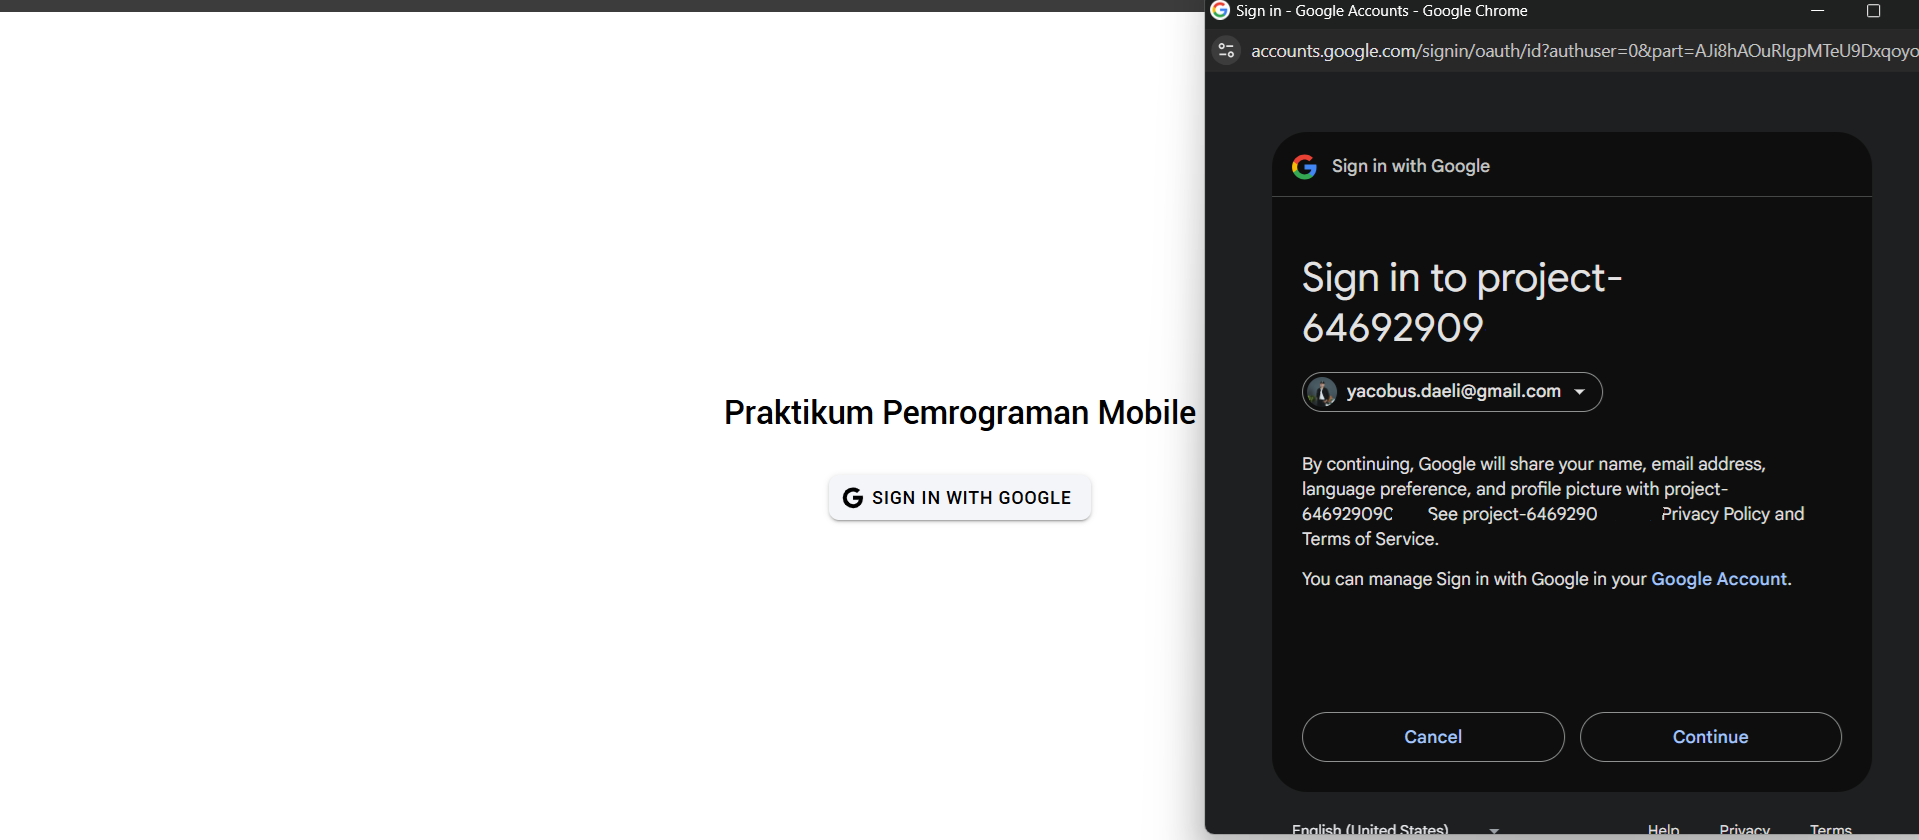 Praktikum Pemrograman Mobile
SIGN IN WITH GOOGLE
Sign in - Google Accounts - Google Chrome
accounts.google.com/signin/oauth/id?authuser=0&part=AJi8hAOuRIgpMTeU9Dxqoyo
Sign in with Google
Sign in to project-
64692909
yacobus.daeli@gmail.com
By continuing, Google will share your name, email address,
language preference, and profile picture with project-
646929090 See project-6469290 Privacy Policy and
Terms of Service.
You can manage Sign in with Google in your Google Account.
Cancel Continue
English (United States) Help Privacy Terms